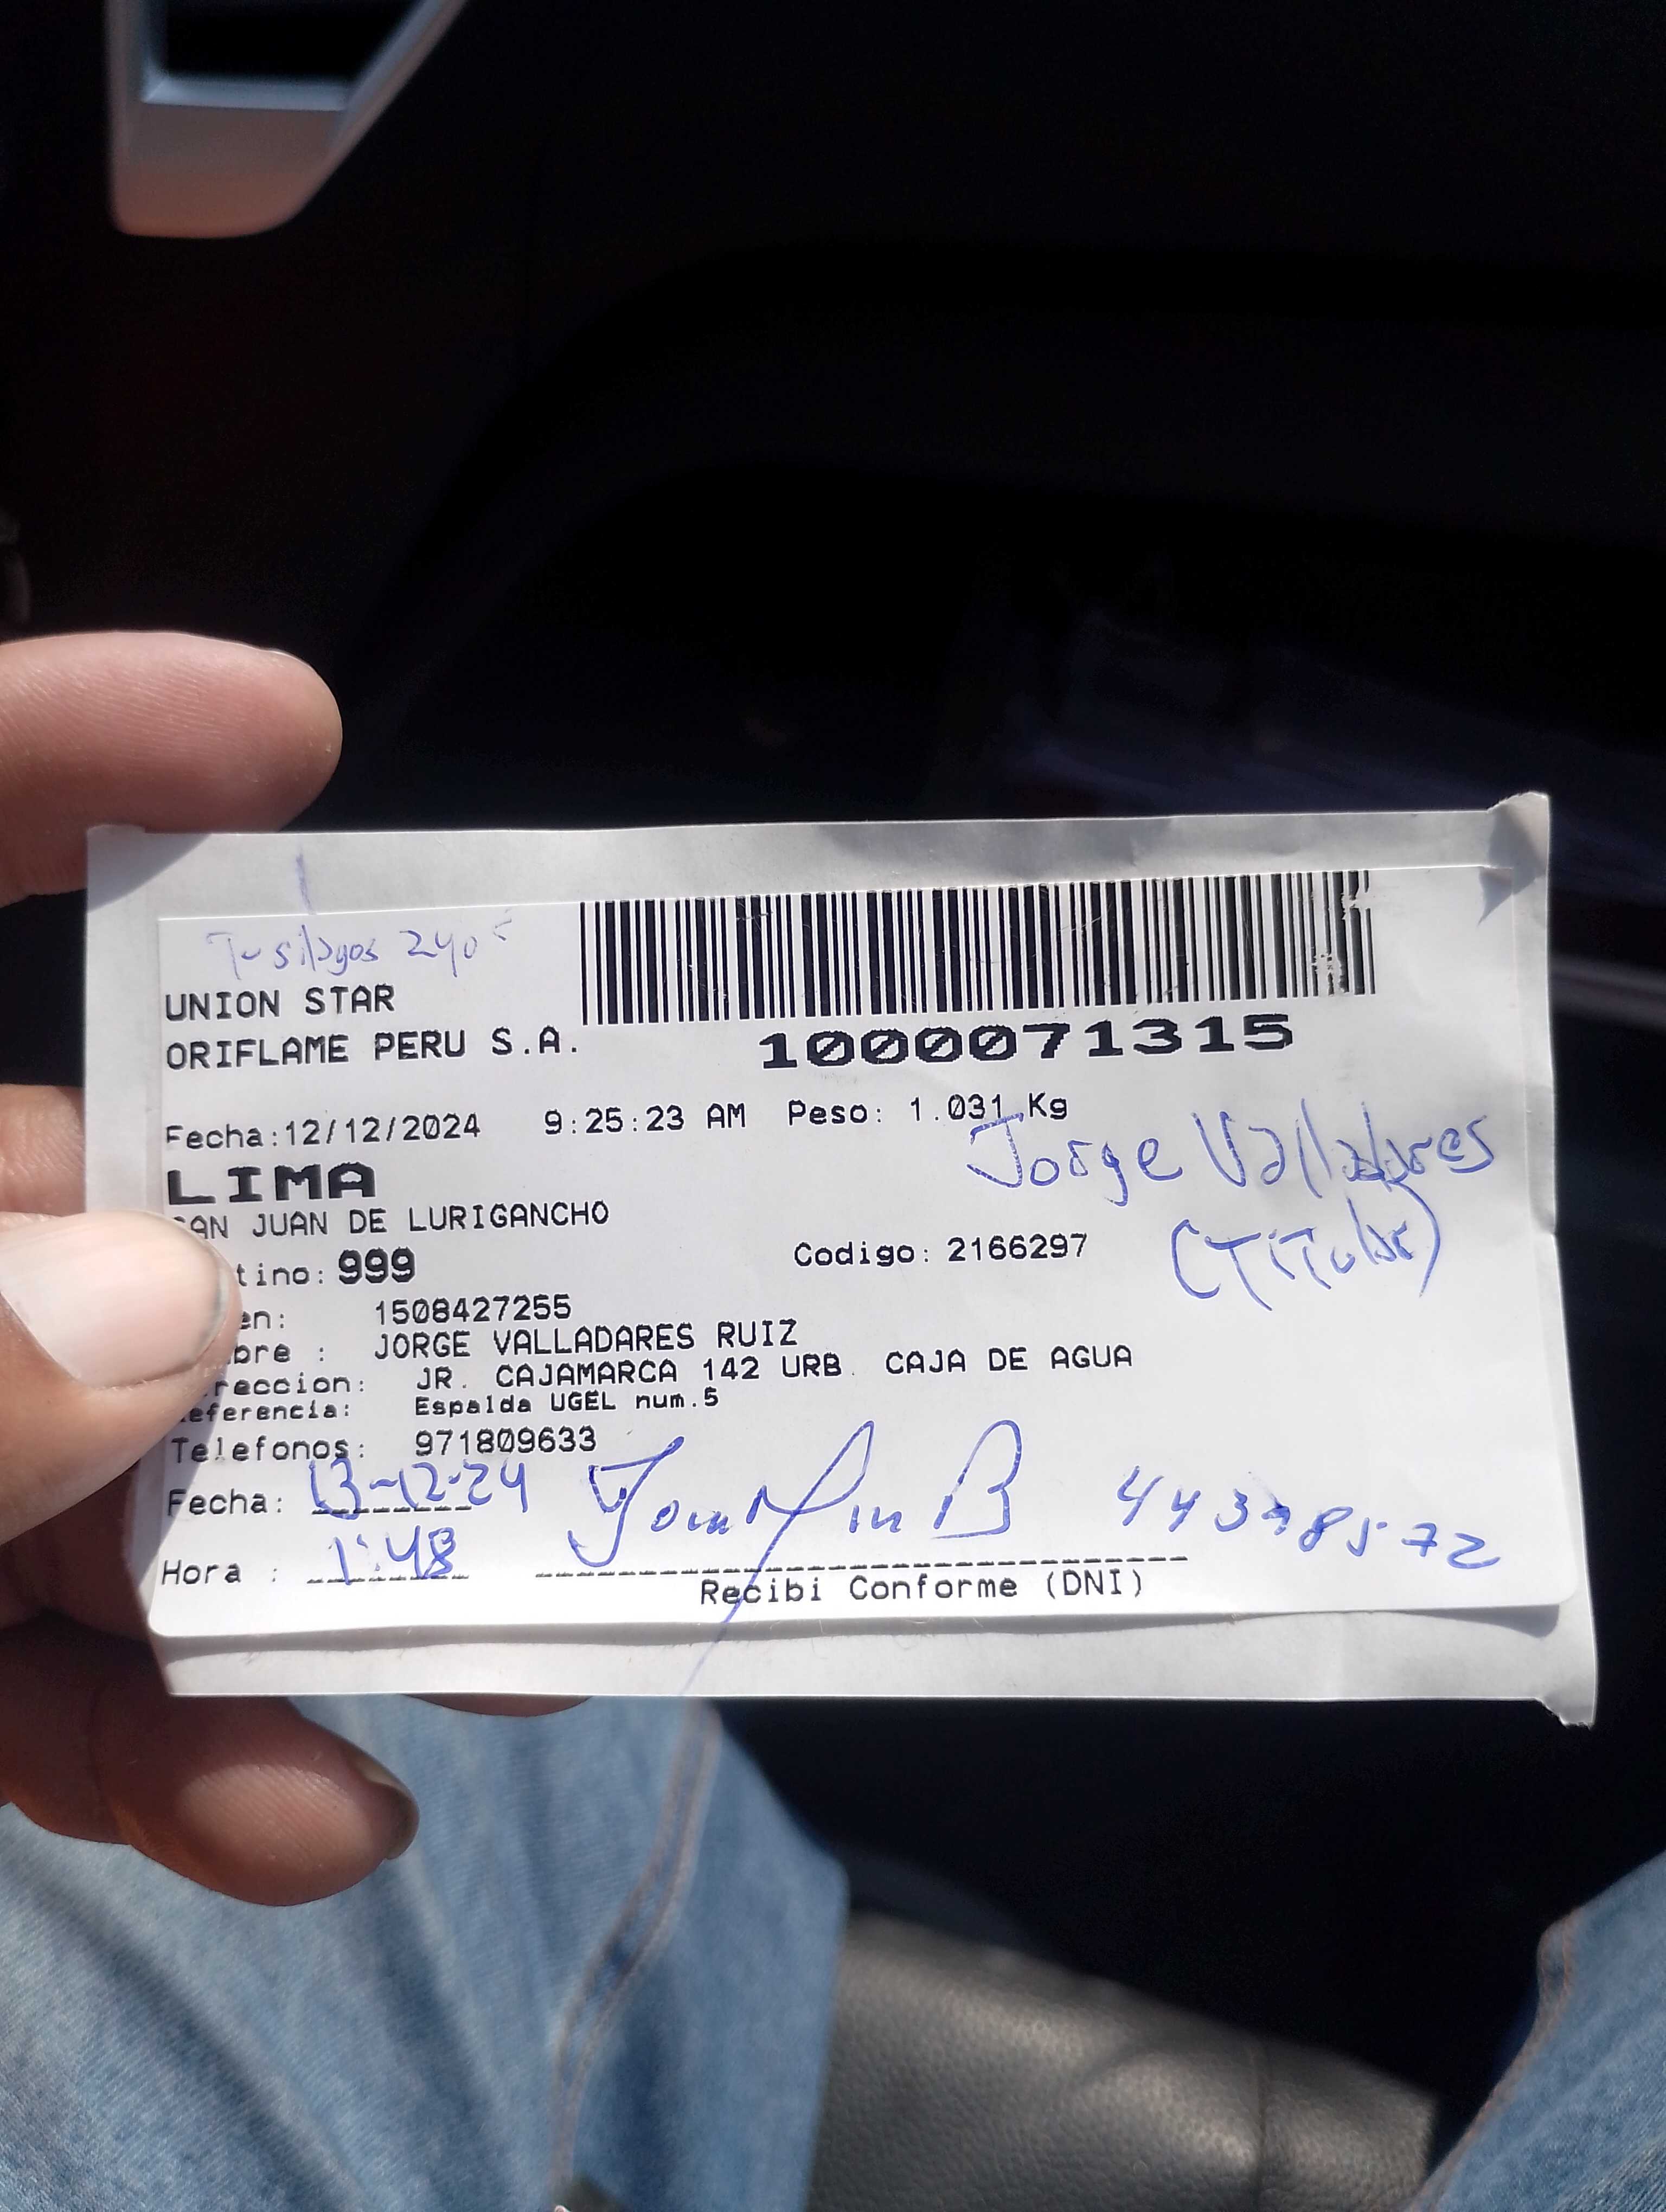 UNION STAR
ORIFLAME PERU S.A.
1000071315
Fecha:12/12/2024 9:25:23 AM Peso: 1.031 Kg
Jorge Valladares
LIMA
(TITular)
SAN JUAN DE LURIGANCHO
tino: 999 Codigo: 2166297
en: 1508427255
bre : JORGE VALLADARES RUIZ
reccion: JR. CAJAMARCA 142 URB. CAJA DE AGUA
eferencia: Espalda UGEL num.5
Telefonos: 971809633
Fecha: 13-12-24
Hora : 1:48
Recibi Conforme (DNI)